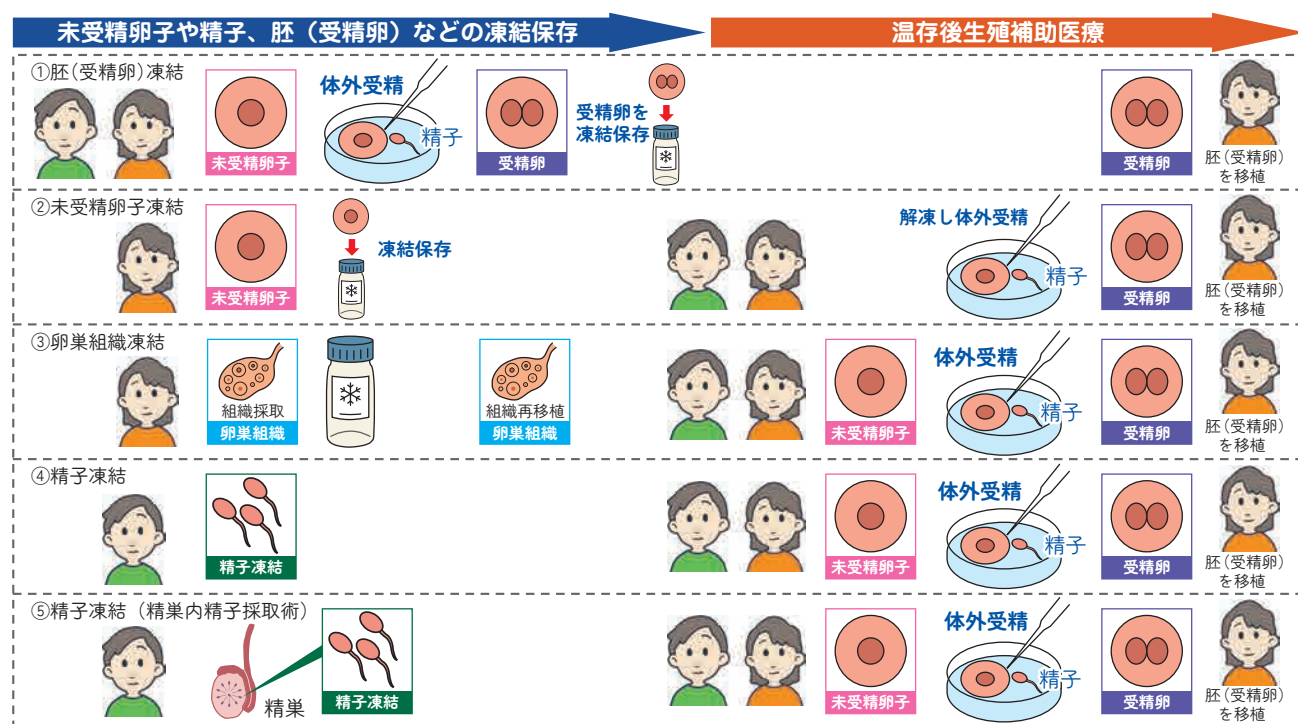 未受精卵子や精子、胚（受精卵）などの凍結保存
温存後生殖補助医療
①胚（受精卵）凍結
未受精卵子
体外受精
精子
受精卵
受精卵を
凍結保存
受精卵
胚（受精卵）
を移植
②未受精卵子凍結
未受精卵子
凍結保存
解凍し体外受精
精子
受精卵
胚（受精卵）
を移植
③卵巣組織凍結
組織採取
卵巣組織
組織再移植
卵巣組織
未受精卵子
体外受精
精子
受精卵
胚（受精卵）
を移植
④精子凍結
精子凍結
未受精卵子
体外受精
精子
受精卵
胚（受精卵）
を移植
⑤精子凍結（精巣内精子採取術）
精巣
精子凍結
未受精卵子
体外受精
精子
受精卵
胚（受精卵）
を移植